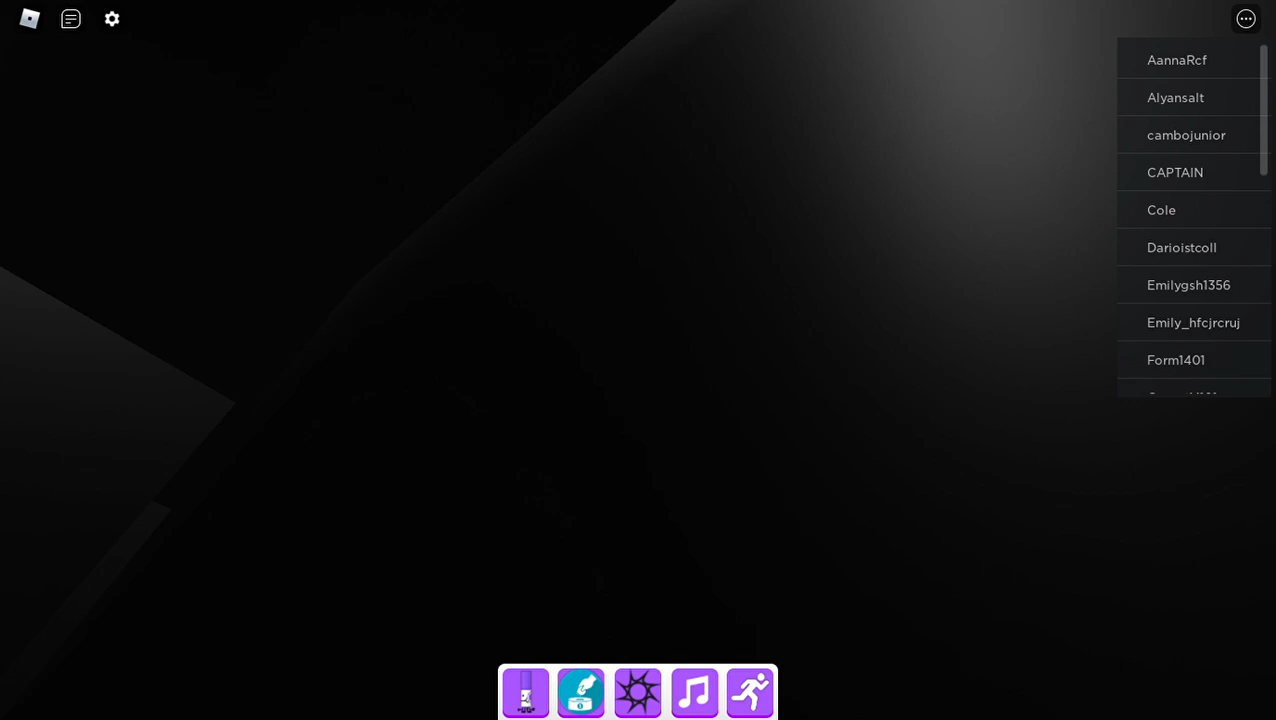 AannaRcf
Alyansalt
cambojunior
CAPTAIN
Cole
Darioistcoll
Emilygsh1356
Emily_hfcjrcruj
Form1401